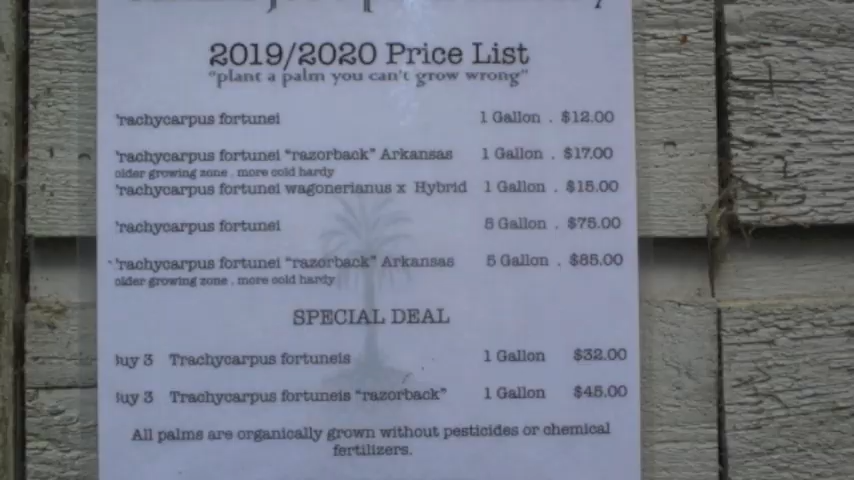 2019/2020 Price List
"plant a palm you can't grow wrong"
rachycarpus fortunei 1 Gallon . $12.00
rachycarpus fortunei "razorback" Arkansas 1 Gallon . $17.00
older growing zone . more cold hardy
rachycarpus fortunei wagonerianus x Hybrid 1 Gallon . $15.00
rachycarpus fortunei 5 Gallon . $75.00
rachycarpus fortunei "razorback" Arkansas 5 Gallon . $85.00
older growing zone . more cold hardy
SPECIAL DEAL
uy 3 Trachycarpus fortuneis 1 Gallon $32.00
uy 3 Trachycarpus fortuneis "razorback" 1 Gallon $45.00
All palms are organically grown without pesticides or chemical
fertilizers.